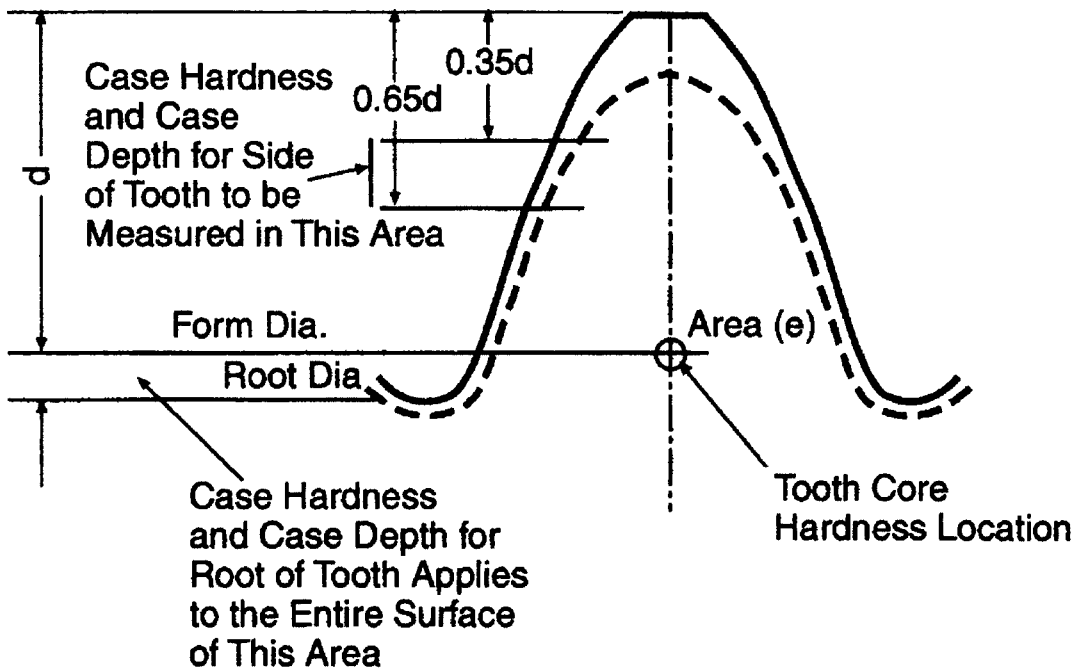 d
0.35d
0.65d
Case Hardness
and Case
Depth for Side
of Tooth to be
Measured in This Area
Form Dia.
Root Dia
Area (e)
Case Hardness
and Case Depth for
Root of Tooth Applies
to the Entire Surface
of This Area
Tooth Core
Hardness Location